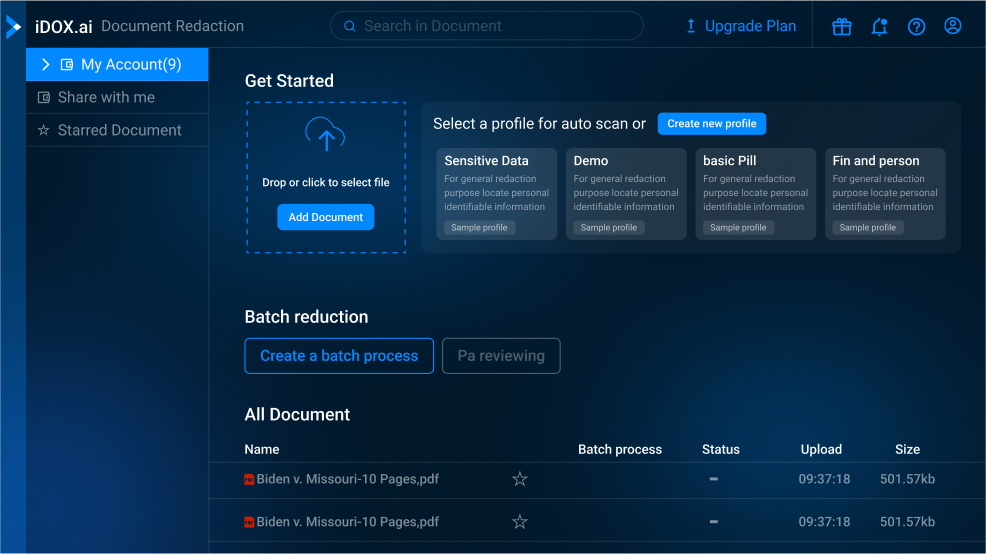 iDOX.ai Document Redaction
Search in Document
Upgrade Plan
My Account(9)
Share with me
Starred Document
Get Started
Drop or click to select file
Add Document
Select a profile for auto scan or
Create new profile
Sensitive Data
For general redaction
purpose locate personal
identifiable information
Sample profile
Demo
For general redaction
purpose locate personal
identifiable information
Sample profile
basic Pill
For general redaction
purpose locate personal
identifiable information
Sample profile
Fin and person
For general redaction
purpose locate personal
identifiable information
Sample profile
Batch reduction
Create a batch process
Pa reviewing
All Document
Name Batch process Status Upload Size
Biden v. Missouri-10 Pages,pdf 09:37:18 501.57kb
Biden v. Missouri-10 Pages,pdf 09:37:18 501.57kb